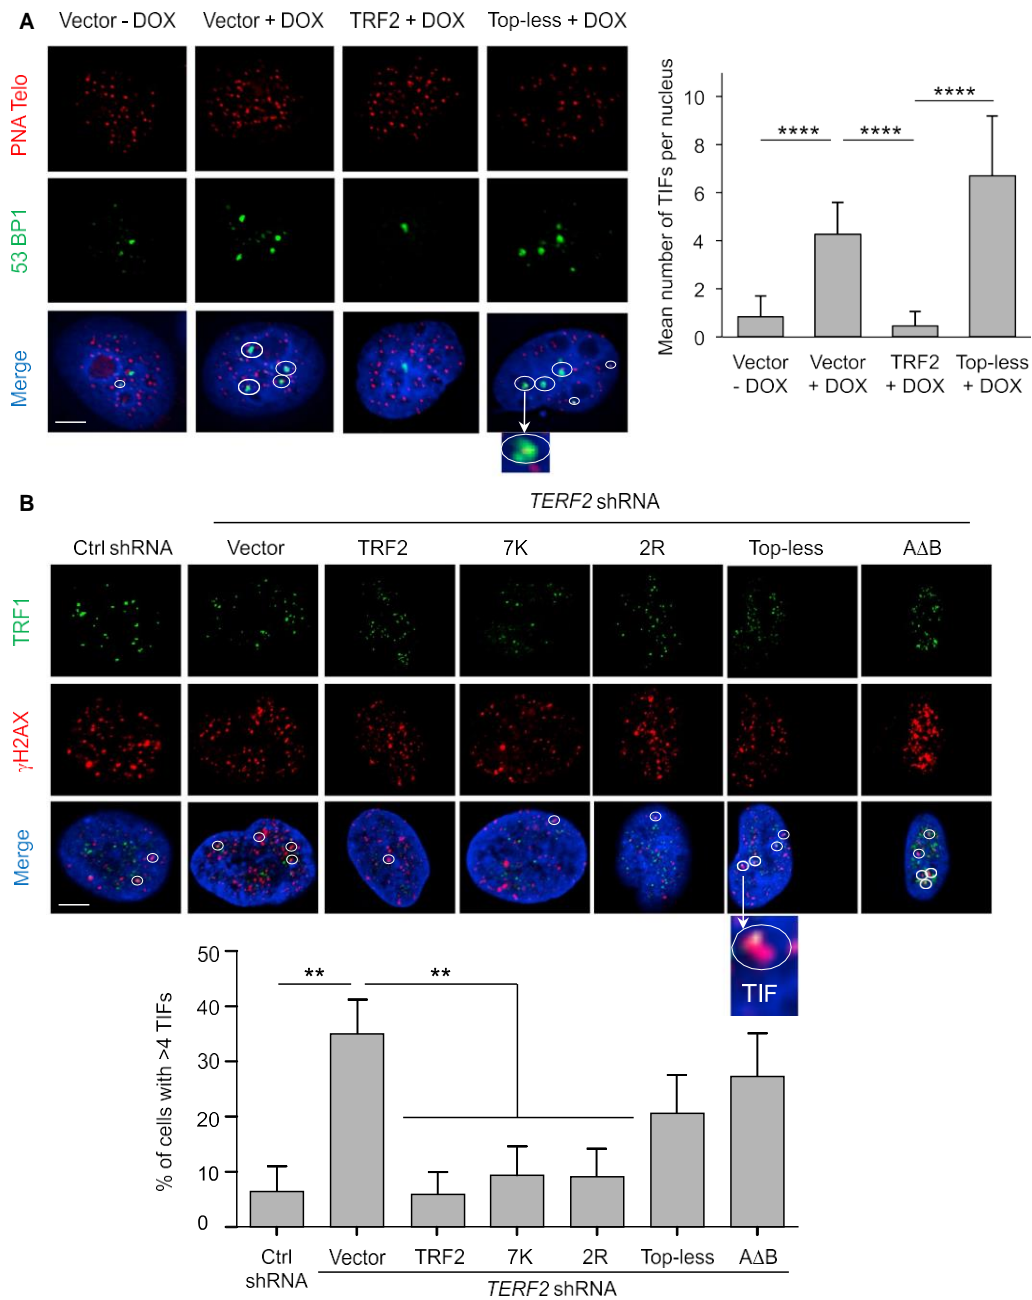 A
Vector - DOX
Vector + DOX
TRF2 + DOX
Top-less + DOX
PNA Telo
53 BP1
Merge
Mean number of TIFs per nucleus
10
8
6
4
2
0
****
****
****
Vector
- DOX
Vector
+ DOX
TRF2
+ DOX
Top-less
+ DOX
B
TERF2 shRNA
Ctrl shRNA
Vector
TRF2
7K
2R
Top-less
AΔB
TRF1
γH2AX
Merge
TIF
% of cells with >4 TIFs
50
40
30
20
10
0
**
**
Ctrl
shRNA
Vector
TRF2
7K
2R
Top-less
AΔB
TERF2 shRNA